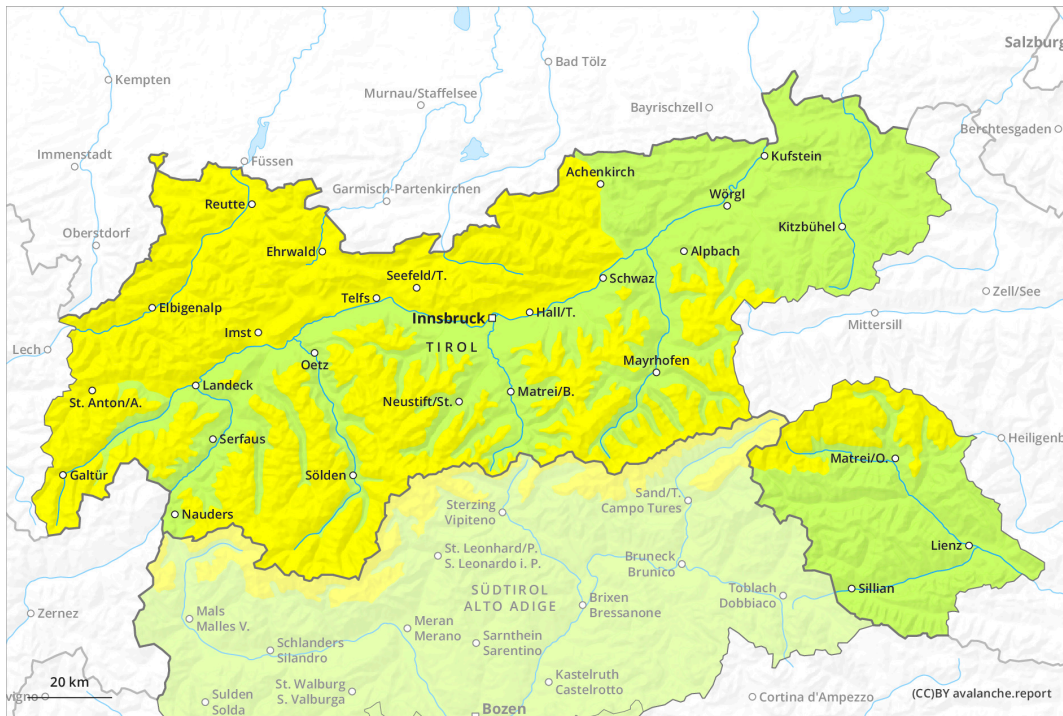 Salzburg
Bad Tölz
Kempten
Murnau/Staffelsee
Bayrischzell
Berchtesgaden
Immenstadt
Füssen
Kufstein
Achenkirch
Garmisch-Partenkirchen
Reutte
Wörgl
Oberstdorf
Kitzbühel
Ehrwald
Alpbach
Seefeld/T.
Schwaz
Zell/See
Telfs
Elbigenalp
Innsbruck
Hall/T.
Mittersill
Imst
TIROL
Lech
Oetz
Mayrhofen
Landeck
St. Anton/A.
Neustift/St.
Matrei/B.
Serfaus
Heiligenb
Matrei/O.
Galtür
Sölden
Sand/T.
Campo Tures
Sterzing
Vipiteno
Nauders
Lienz
St. Leonhard/P.
S. Leonardo i. P.
Bruneck
Brunico
SÜDTIROL
ALTO ADIGE
Toblach
Dobbiaco
Sillian
Brixen
Bressanone
Zernez
Mals
Malles V.
Meran
Merano
Sarnthein
Sarentino
Schlanders
Silandro
Kastelruth
Castelrotto
20 km
St. Walburg
S. Valburga
Sulden
Solda
vigno
Cortina d'Ampezzo
(CC)BY avalanche.report
Bozen